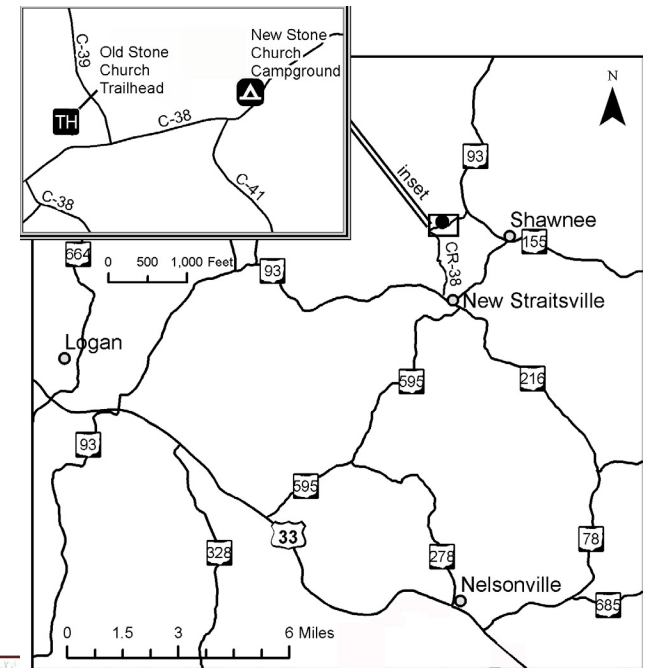 New Stone
Church
Campground
C-39
Old Stone
Church
Trailhead
TH
C-38
C-38
C-41
N
93
inset
Shawnee
155
CR-38
664
0 500 1,000 Feet
93
New Straitsville
Logan
595
216
93
595
33
328
278
78
Nelsonville
685
0 1.5 3 6 Miles